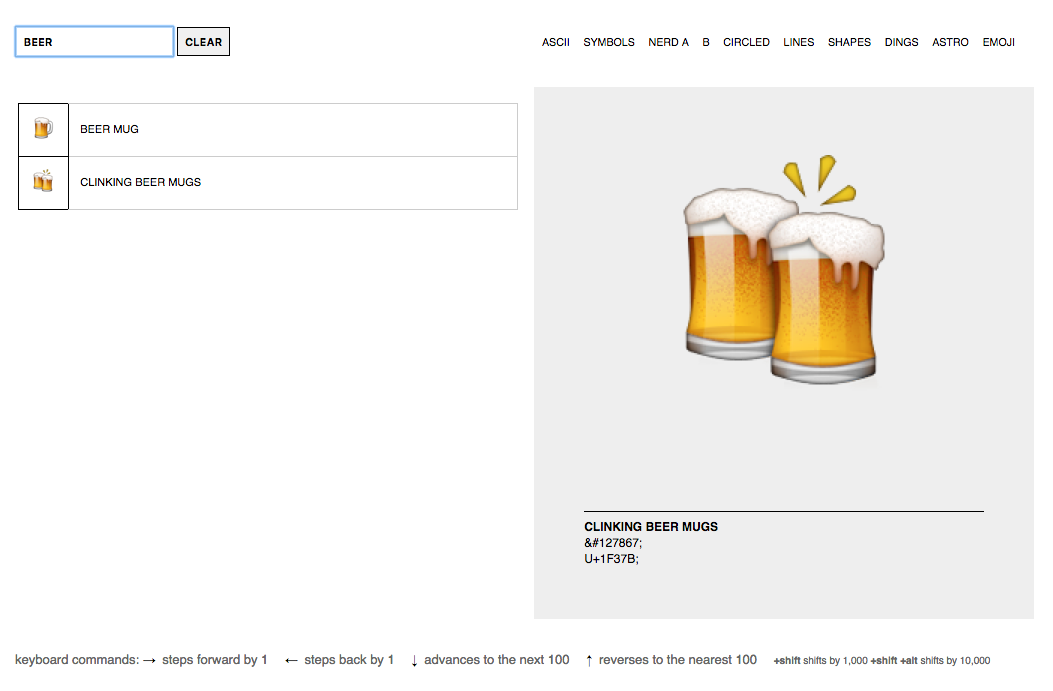 BEER CLEAR ASCII SYMBOLS NERD A B CIRCLED LINES SHAPES DINGS ASTRO EMOJI
BEER MUG
CLINKING BEER MUGS
CLINKING BEER MUGS
&#127867;
U+1F37B;
keyboard commands: → steps forward by 1 ← steps back by 1 ↓ advances to the next 100 ↑ reverses to the nearest 100 +shift shifts by 1,000 +shift +alt shifts by 10,000